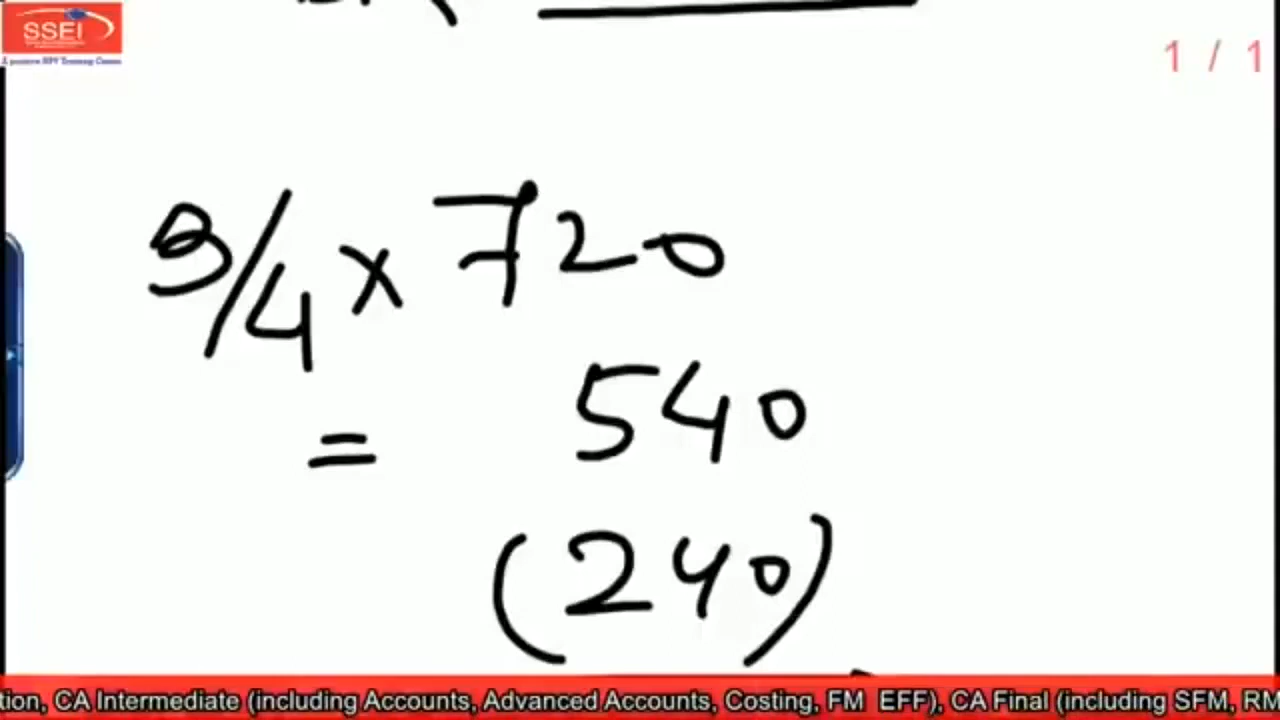 SSEI
1 / 1
3/4 x 720
= 540
(240)
tion, CA Intermediate (including Accounts, Advanced Accounts, Costing, FM EFF), CA Final (including SFM, RM